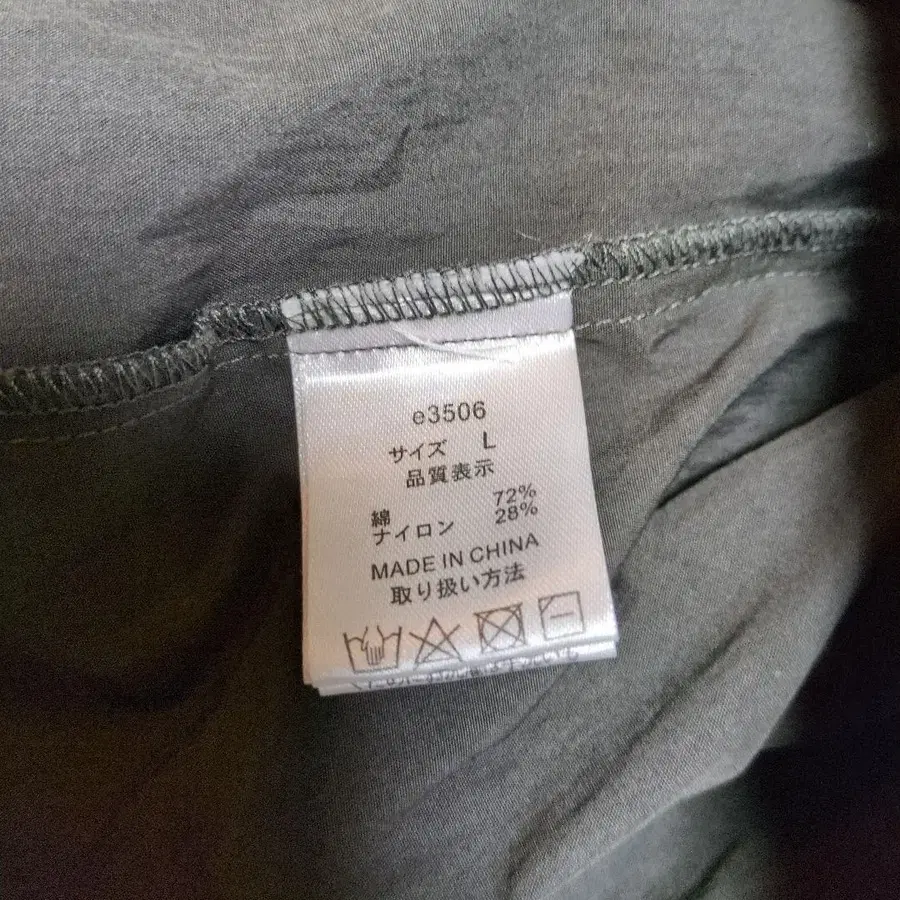 e3506
サイズ L
品質表示
綿 72%
ナイロン 28%
MADE IN CHINA
取り扱い方法